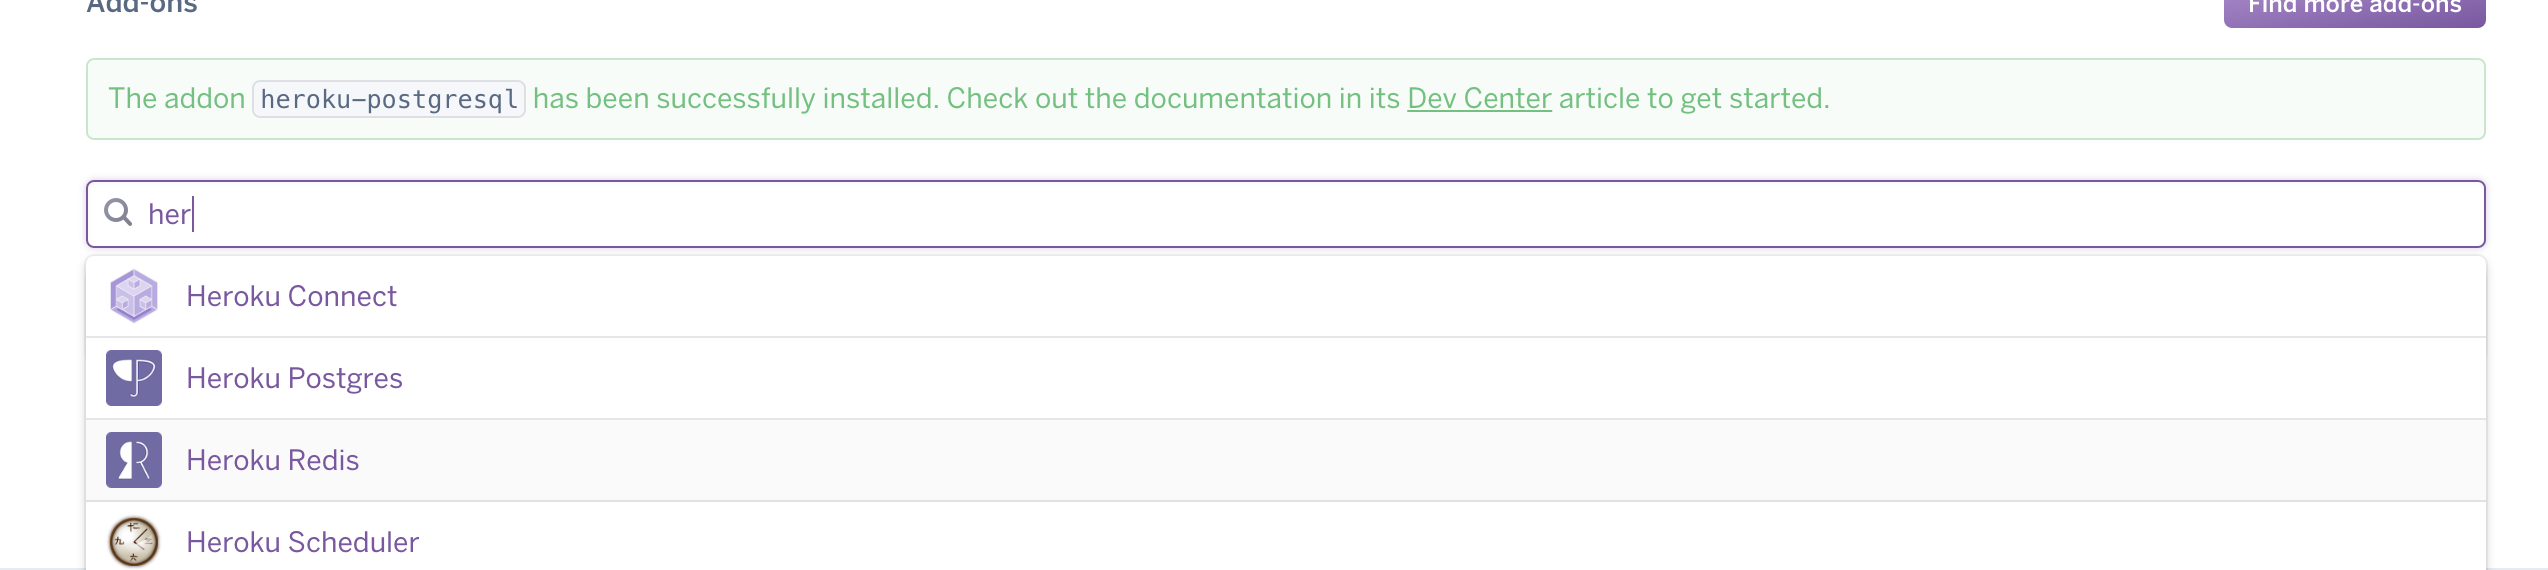 Add-ons
Find more add-ons
The addon heroku-postgresql has been successfully installed. Check out the documentation in its Dev Center article to get started.
her
Heroku Connect
Heroku Postgres
Heroku Redis
Heroku Scheduler